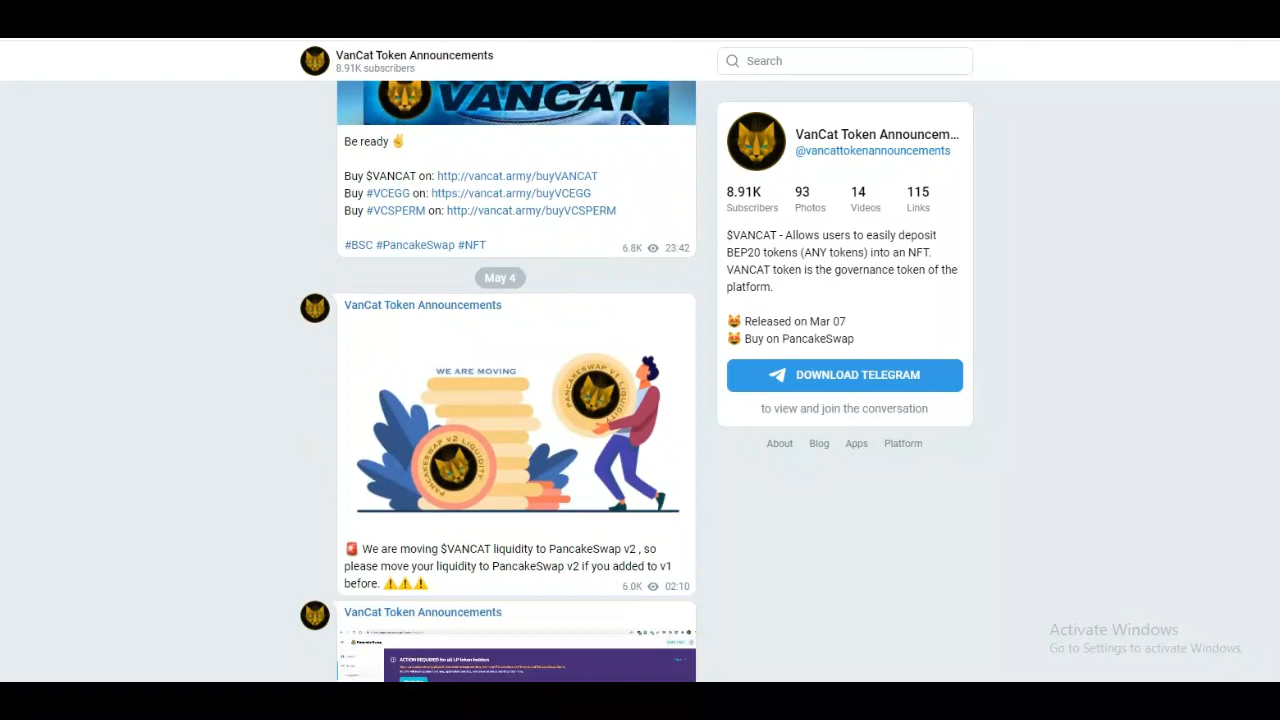 VanCat Token Announcements
8.91K subscribers
Search
VANCAT
Be ready ✌
Buy $VANCAT on: http://vancat.army/buyVANCAT
Buy #VCEGG on: https://vancat.army/buyVCEGG
Buy #VCSPERM on: http://vancat.army/buyVCSPERM
#BSC #PancakeSwap #NFT
6.8K 23:42
May 4
VanCat Token Announcements
WE ARE MOVING
PANCAKESWAP V1 LIQUIDITY
PANCAKESWAP V2 LIQUIDITY
🚨 We are moving $VANCAT liquidity to PancakeSwap v2 , so
please move your liquidity to PancakeSwap v2 if you added to v1
before. ⚠⚠⚠
6.0K 02:10
VanCat Token Announcements
PancakeSwap
ACTION REQUIRED for all LP token holders
VanCat Token Announcem...
@vancattokenannouncements
8.91K 93 14 115
Subscribers Photos Videos Links
$VANCAT - Allows users to easily deposit
BEP20 tokens (ANY tokens) into an NFT.
VANCAT token is the governance token of the
platform.
😻 Released on Mar 07
😻 Buy on PancakeSwap
DOWNLOAD TELEGRAM
to view and join the conversation
About Blog Apps Platform
Activate Windows
Go to Settings to activate Windows.